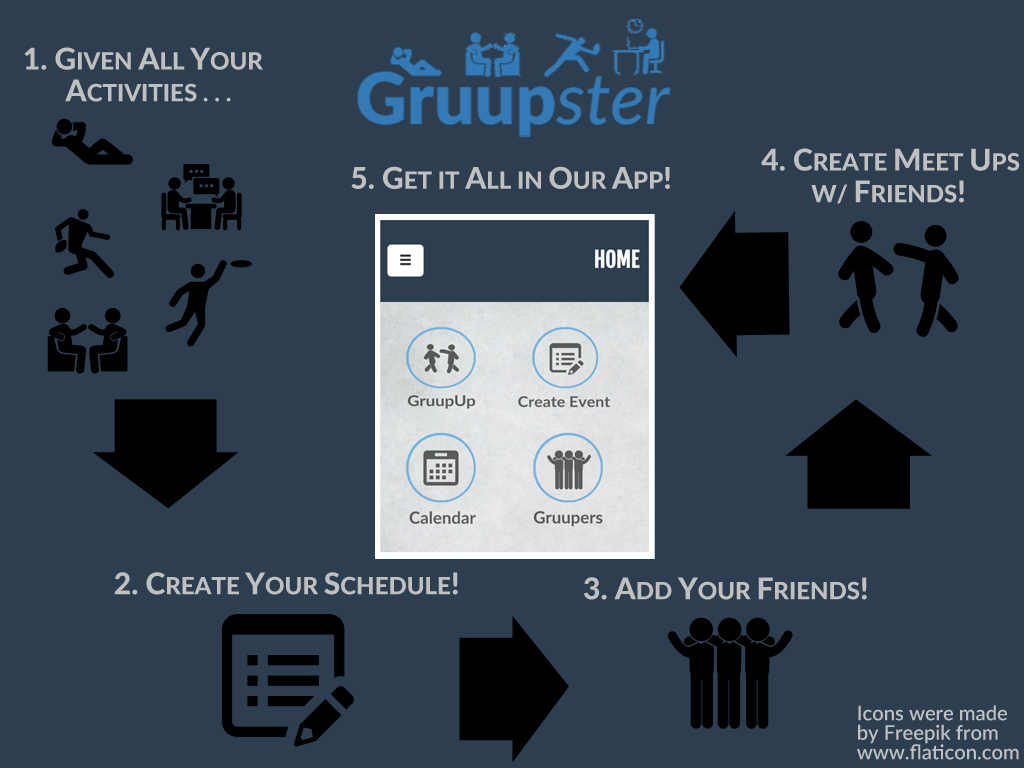 Gruupster
1. Given All Your
Activities . . .
2. Create Your Schedule!
3. Add Your Friends!
4. Create Meet Ups
w/ Friends!
5. Get it All in Our App!
HOME
GruupUp
Create Event
Calendar
Gruupers
Icons were made
by Freepik from
www.flaticon.com